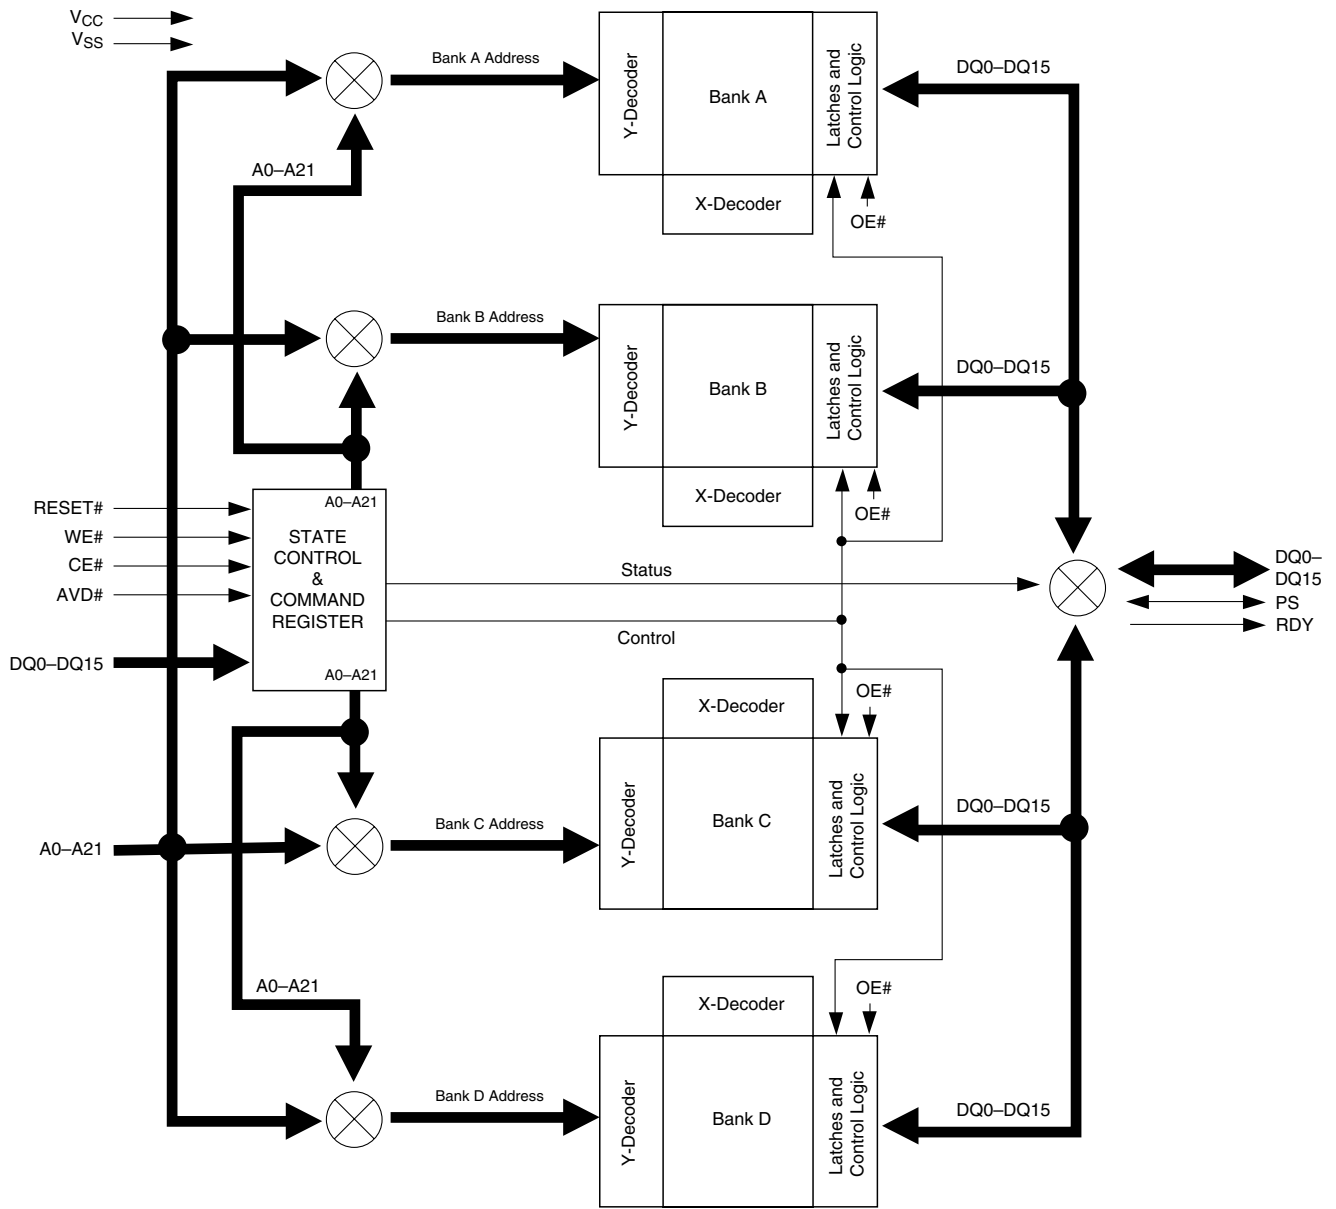 VCC
VSS
Bank A Address
Y-Decoder
Bank A
Latches and
Control Logic
DQ0–DQ15
A0–A21
X-Decoder
OE#
Bank B Address
Y-Decoder
Bank B
Latches and
Control Logic
DQ0–DQ15
X-Decoder
OE#
RESET#
WE#
CE#
AVD#
DQ0–DQ15
A0–A21
STATE
CONTROL
&
COMMAND
REGISTER
A0–A21
Status
Control
DQ0–
DQ15
PS
RDY
X-Decoder
OE#
A0–A21
Bank C Address
Y-Decoder
Bank C
Latches and
Control Logic
DQ0–DQ15
A0–A21
X-Decoder
OE#
Bank D Address
Y-Decoder
Bank D
Latches and
Control Logic
DQ0–DQ15